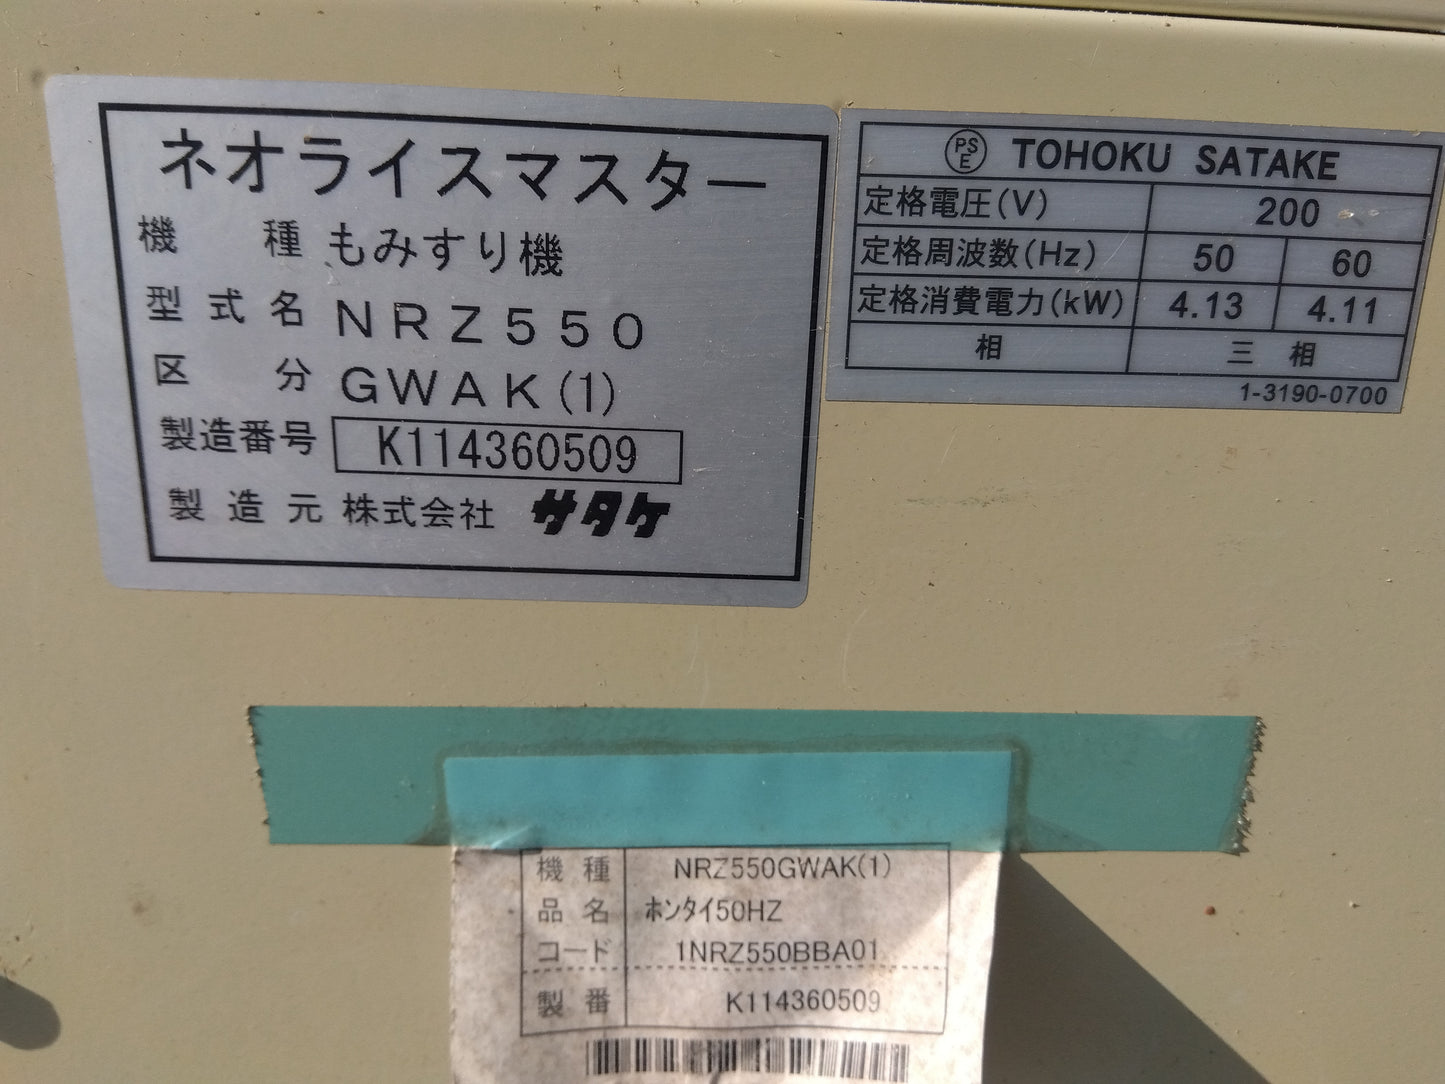 ネオライスマスター
機種 もみすり機
型式名 NRZ550
区分 GWAK(1)
製造番号 K114360509
製造元 株式会社 サタケ
PSE TOHOKU SATAKE
定格電圧(V) 200
定格周波数(Hz) 50 60
定格消費電力(kW) 4.13 4.11
相 三相
1-3190-0700
機種 NRZ550GWAK(1)
品名 ホンタイ50HZ
コード 1NRZ550BBA01
製番 K114360509